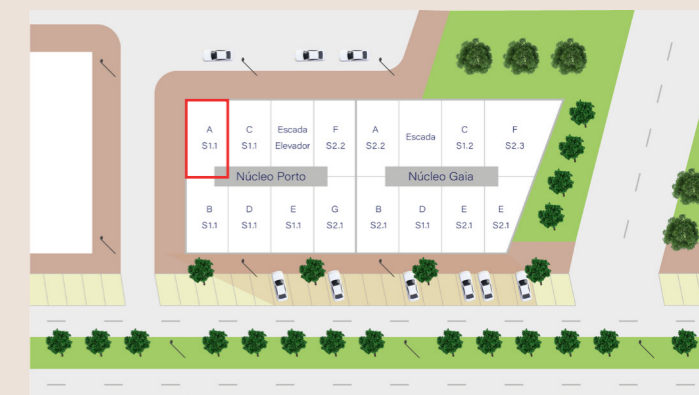 A
S1.1
C
S1.1
Escada
Elevador
F
S2.2
A
S2.2
Escada
C
S1.2
F
S2.3
Núcleo Porto
Núcleo Gaia
B
S1.1
D
S1.1
E
S1.1
G
S2.1
B
S2.1
D
S1.1
E
S2.1
E
S2.1